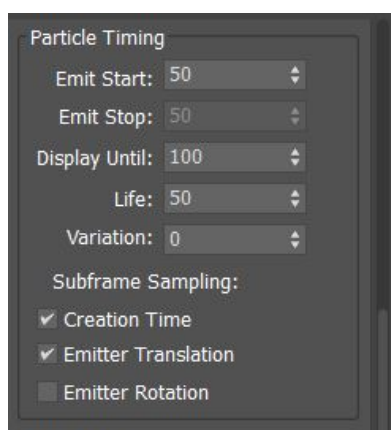 Particle Timing
Emit Start: 50
Emit Stop: 50
Display Until: 100
Life: 50
Variation: 0
Subframe Sampling:
Creation Time
Emitter Translation
Emitter Rotation